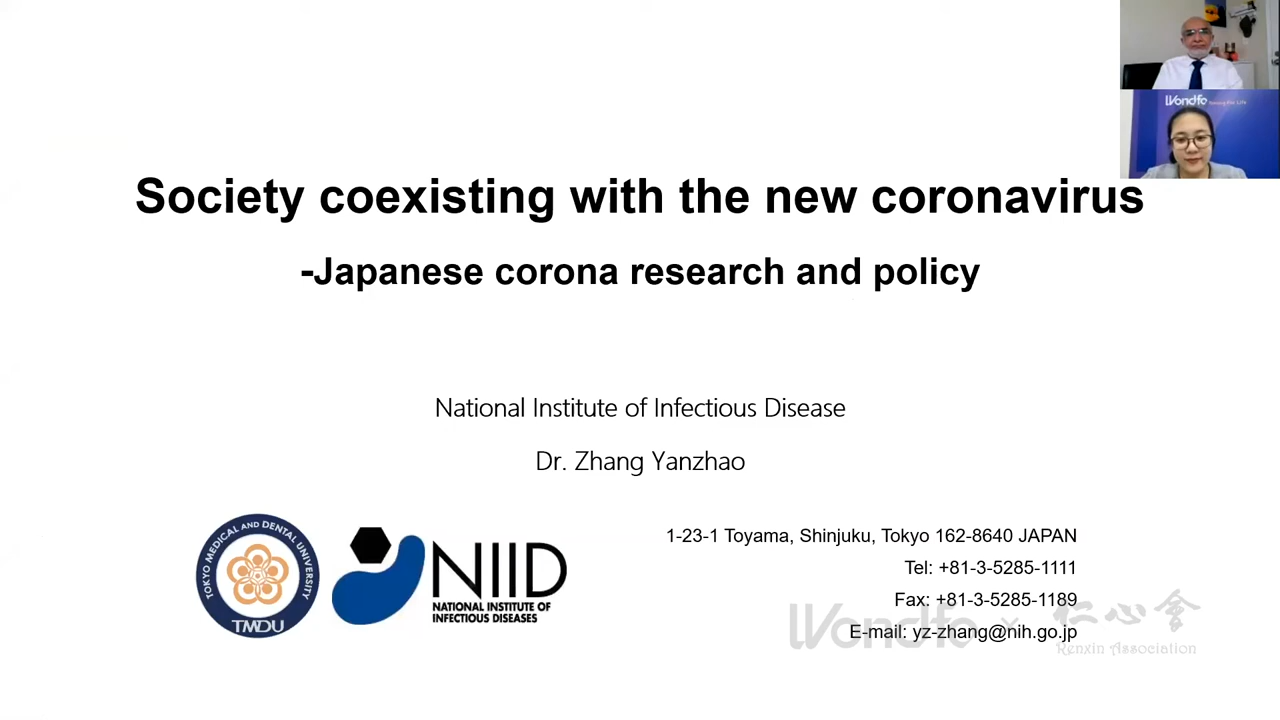 Wondfo
Society coexisting with the new coronavirus
-Japanese corona research and policy
National Institute of Infectious Disease
Dr. Zhang Yanzhao
TOKYO MEDICAL AND DENTAL UNIVERSITY
TMDU
NIID
NATIONAL INSTITUTE OF
INFECTIOUS DISEASES
1-23-1 Toyama, Shinjuku, Tokyo 162-8640 JAPAN
Tel: +81-3-5285-1111
Fax: +81-3-5285-1189
E-mail: yz-zhang@nih.go.jp
Wondfo × 仁心會
Renxin Association